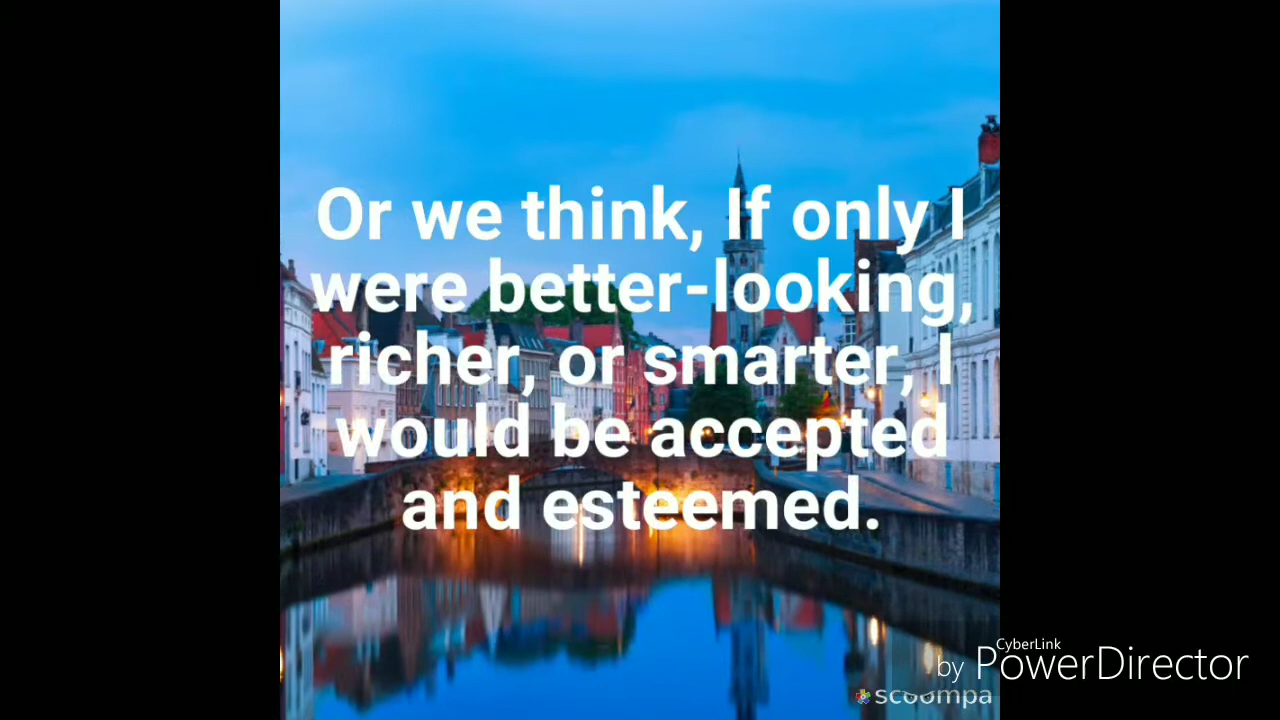 Or we think, If only I
were better-looking,
richer, or smarter, I
would be accepted
and esteemed.
CyberLink
by PowerDirector
scoompa